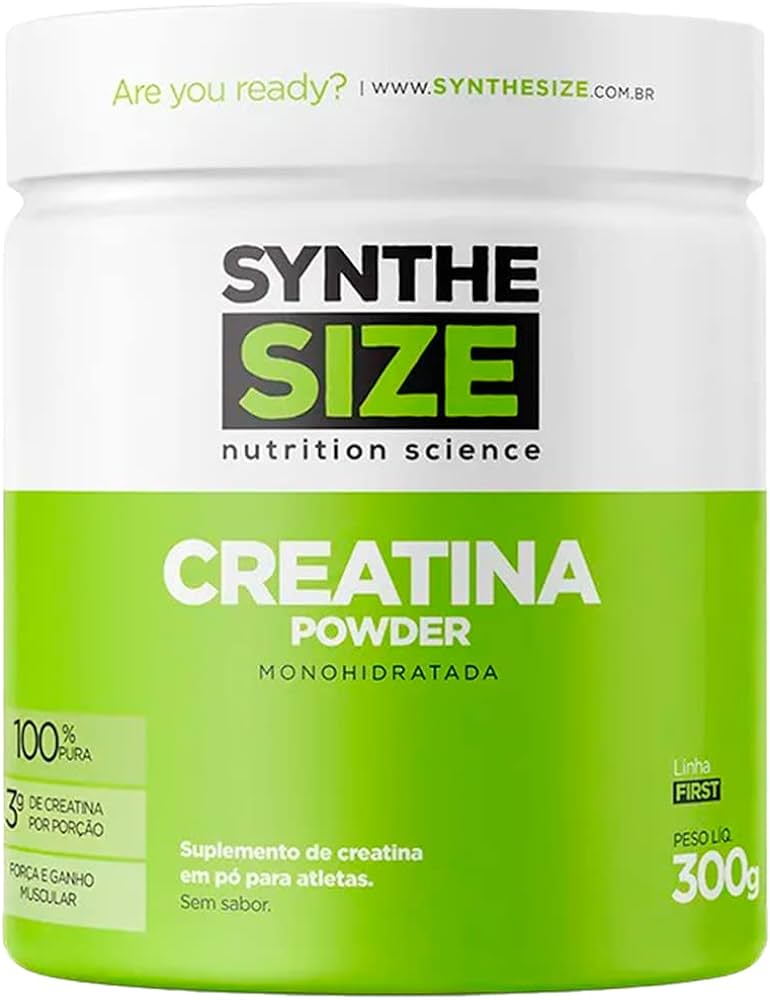 Are you ready? | WWW.SYNTHESIZE.COM.BR
SYNTHE
SIZE
nutrition science
CREATINA
POWDER
MONOHIDRATADA
100% PURA
3g DE CREATINA
POR PORÇÃO
FORÇA E GANHO
MUSCULAR
Suplemento de creatina
em pó para atletas.
Sem sabor.
Linha
FIRST
PESO LÍQ.
300g